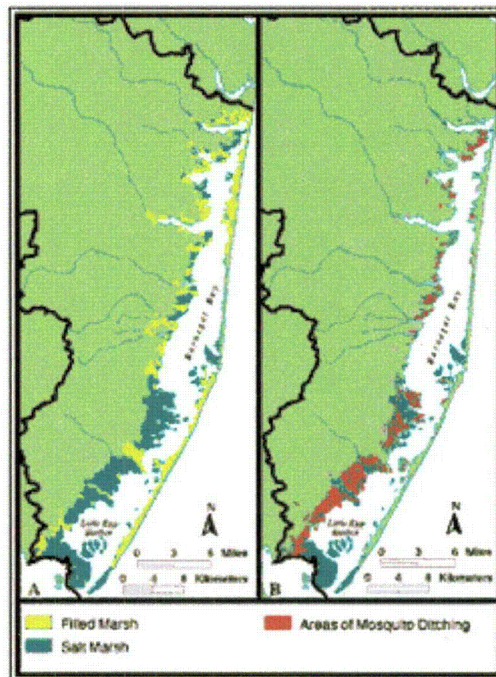 Barnegat Bay
Little Egg
Harbor
N
0 3 6 Miles
0 4 8 Kilometers
A
Barnegat Bay
Little Egg
Harbor
N
0 3 6 Miles
0 4 8 Kilometers
B
Filled Marsh
Salt Marsh
Areas of Mosquito Ditching